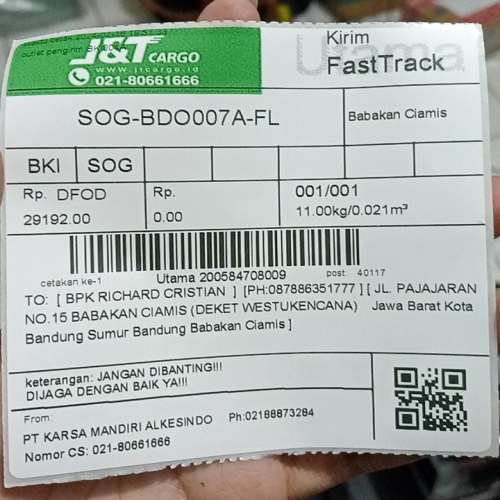 outlet pengirim BKI
J&T CARGO
www.jtcargo.id
021-80661666
Kirim
Utama
FastTrack
SOG-BDO007A-FL
Babakan Ciamis
BKI SOG
Rp. DFOD
29192.00
Rp.
0.00
001/001
11.00kg/0.021m³
cetakan ke-1
Utama 200584708009
post: 40117
TO: [ BPK RICHARD CRISTIAN ] [PH:087886351777 ] [ JL. PAJAJARAN
NO.15 BABAKAN CIAMIS (DEKET WESTUKENCANA) Jawa Barat Kota
Bandung Sumur Bandung Babakan Ciamis ]
keterangan: JANGAN DIBANTING!!!
DIJAGA DENGAN BAIK YA!!!
From:
PT KARSA MANDIRI ALKESINDO Ph:02188873284
Nomor CS: 021-80661666